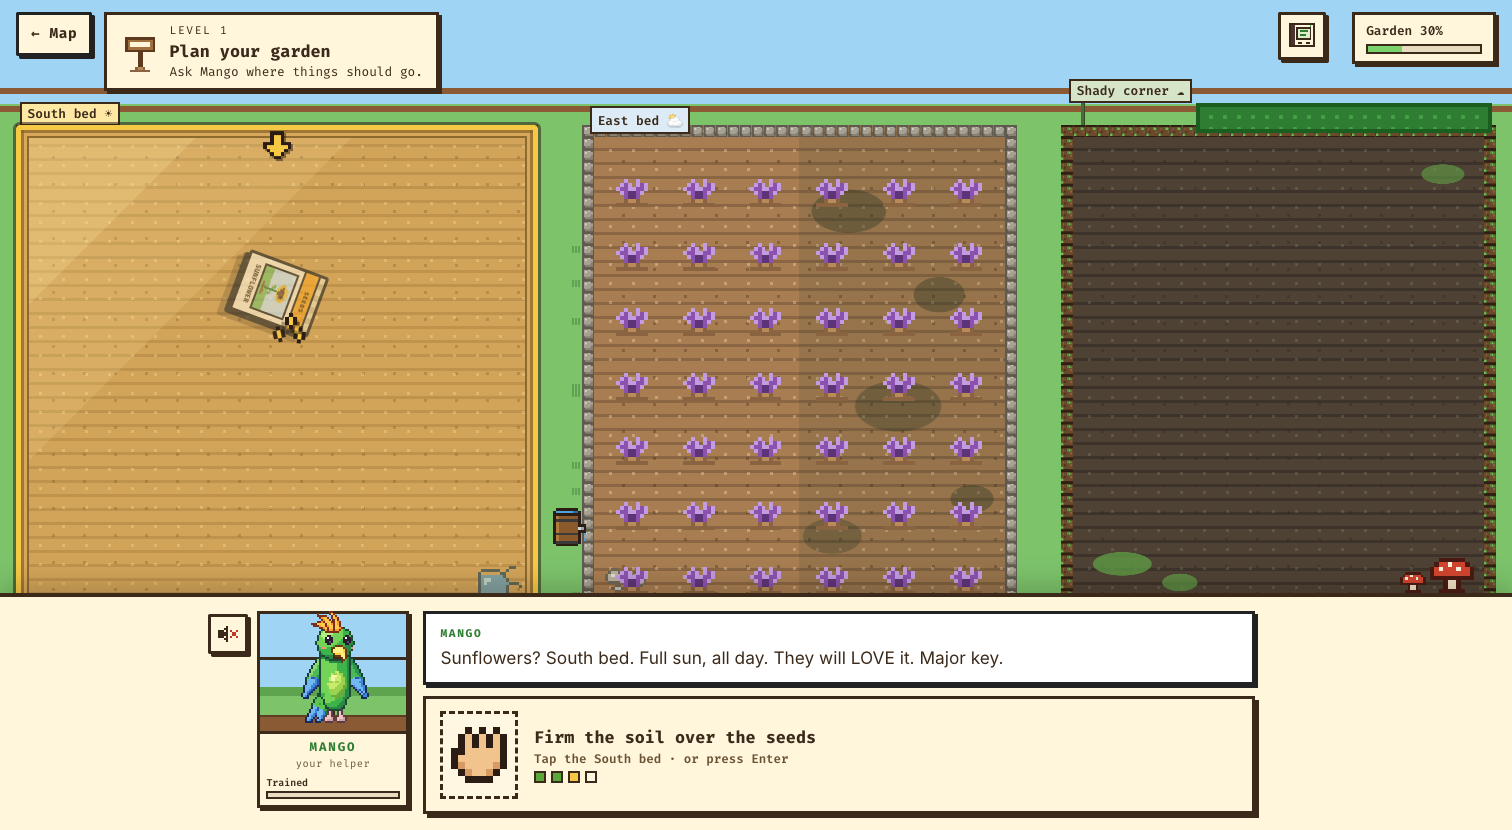 ← Map
LEVEL 1
Plan your garden
Ask Mango where things should go.
Garden 30%
South bed ☀
East bed ⛅
Shady corner ☁
SUNFLOWER
SEEDS
MANGO
your helper
Trained
MANGO
Sunflowers? South bed. Full sun, all day. They will LOVE it. Major key.
Firm the soil over the seeds
Tap the South bed · or press Enter